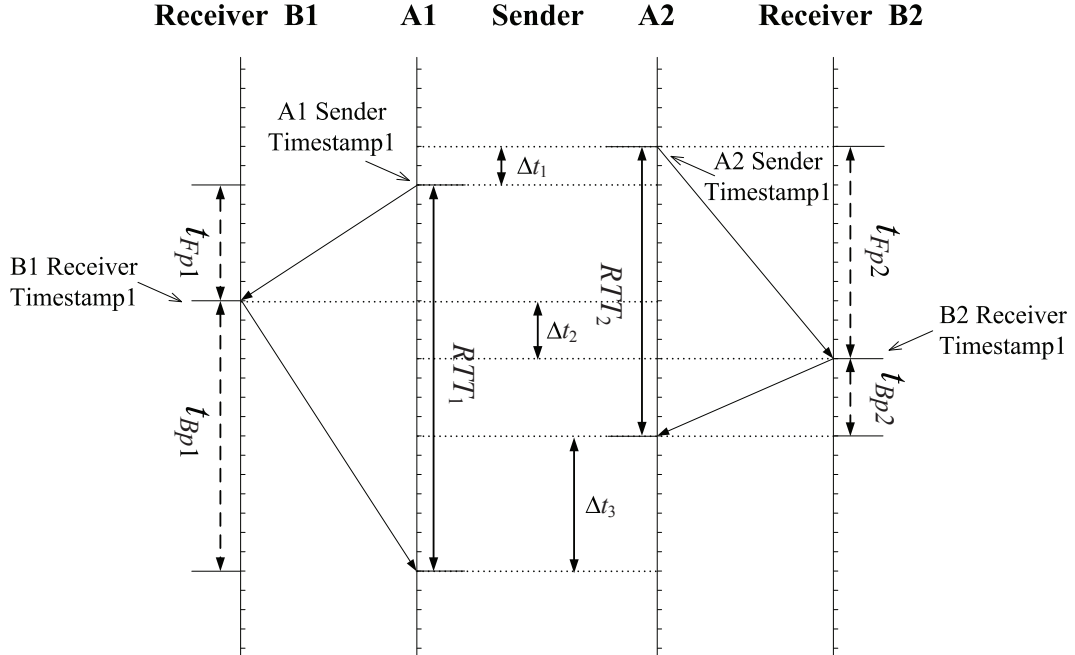 Receiver B1 A1 Sender A2 Receiver B2
A1 Sender
Timestamp1
Δt1
A2 Sender
Timestamp1
tFp1
tFp2
B1 Receiver
Timestamp1
RTT2
Δt2
B2 Receiver
Timestamp1
RTT1
tBp1
tBp2
Δt3